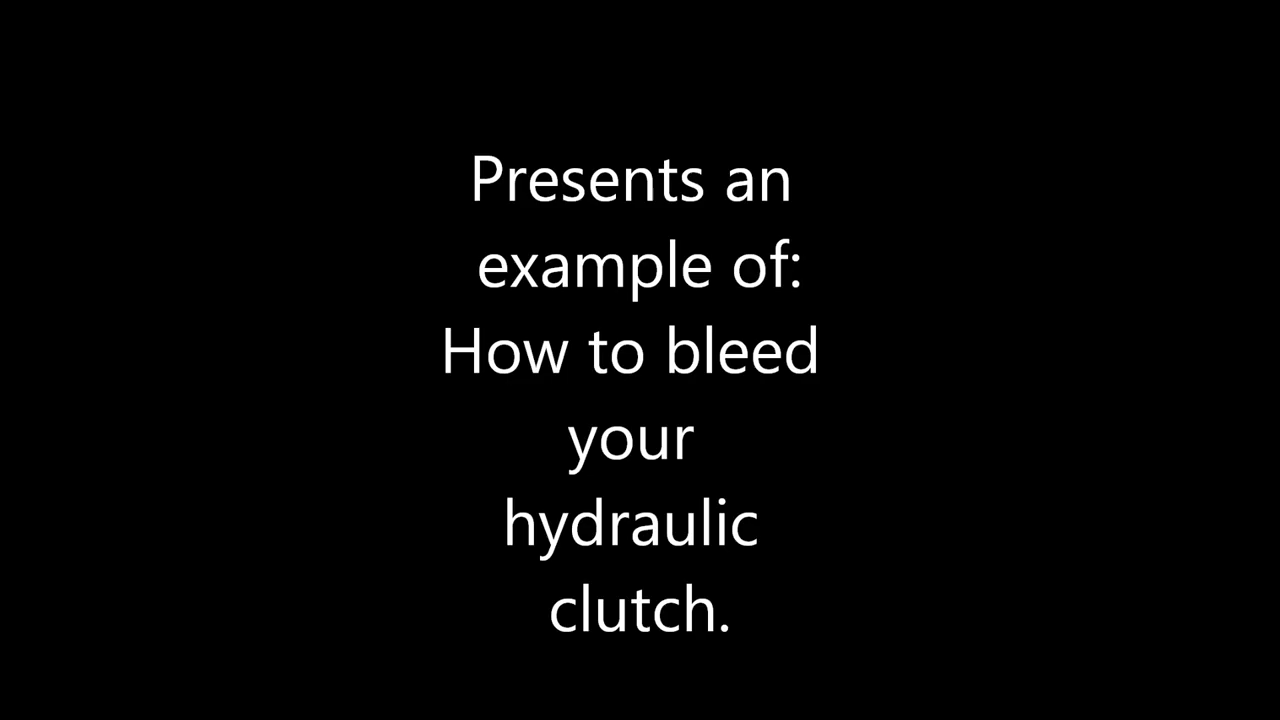 Presents an
example of:
How to bleed
your
hydraulic
clutch.